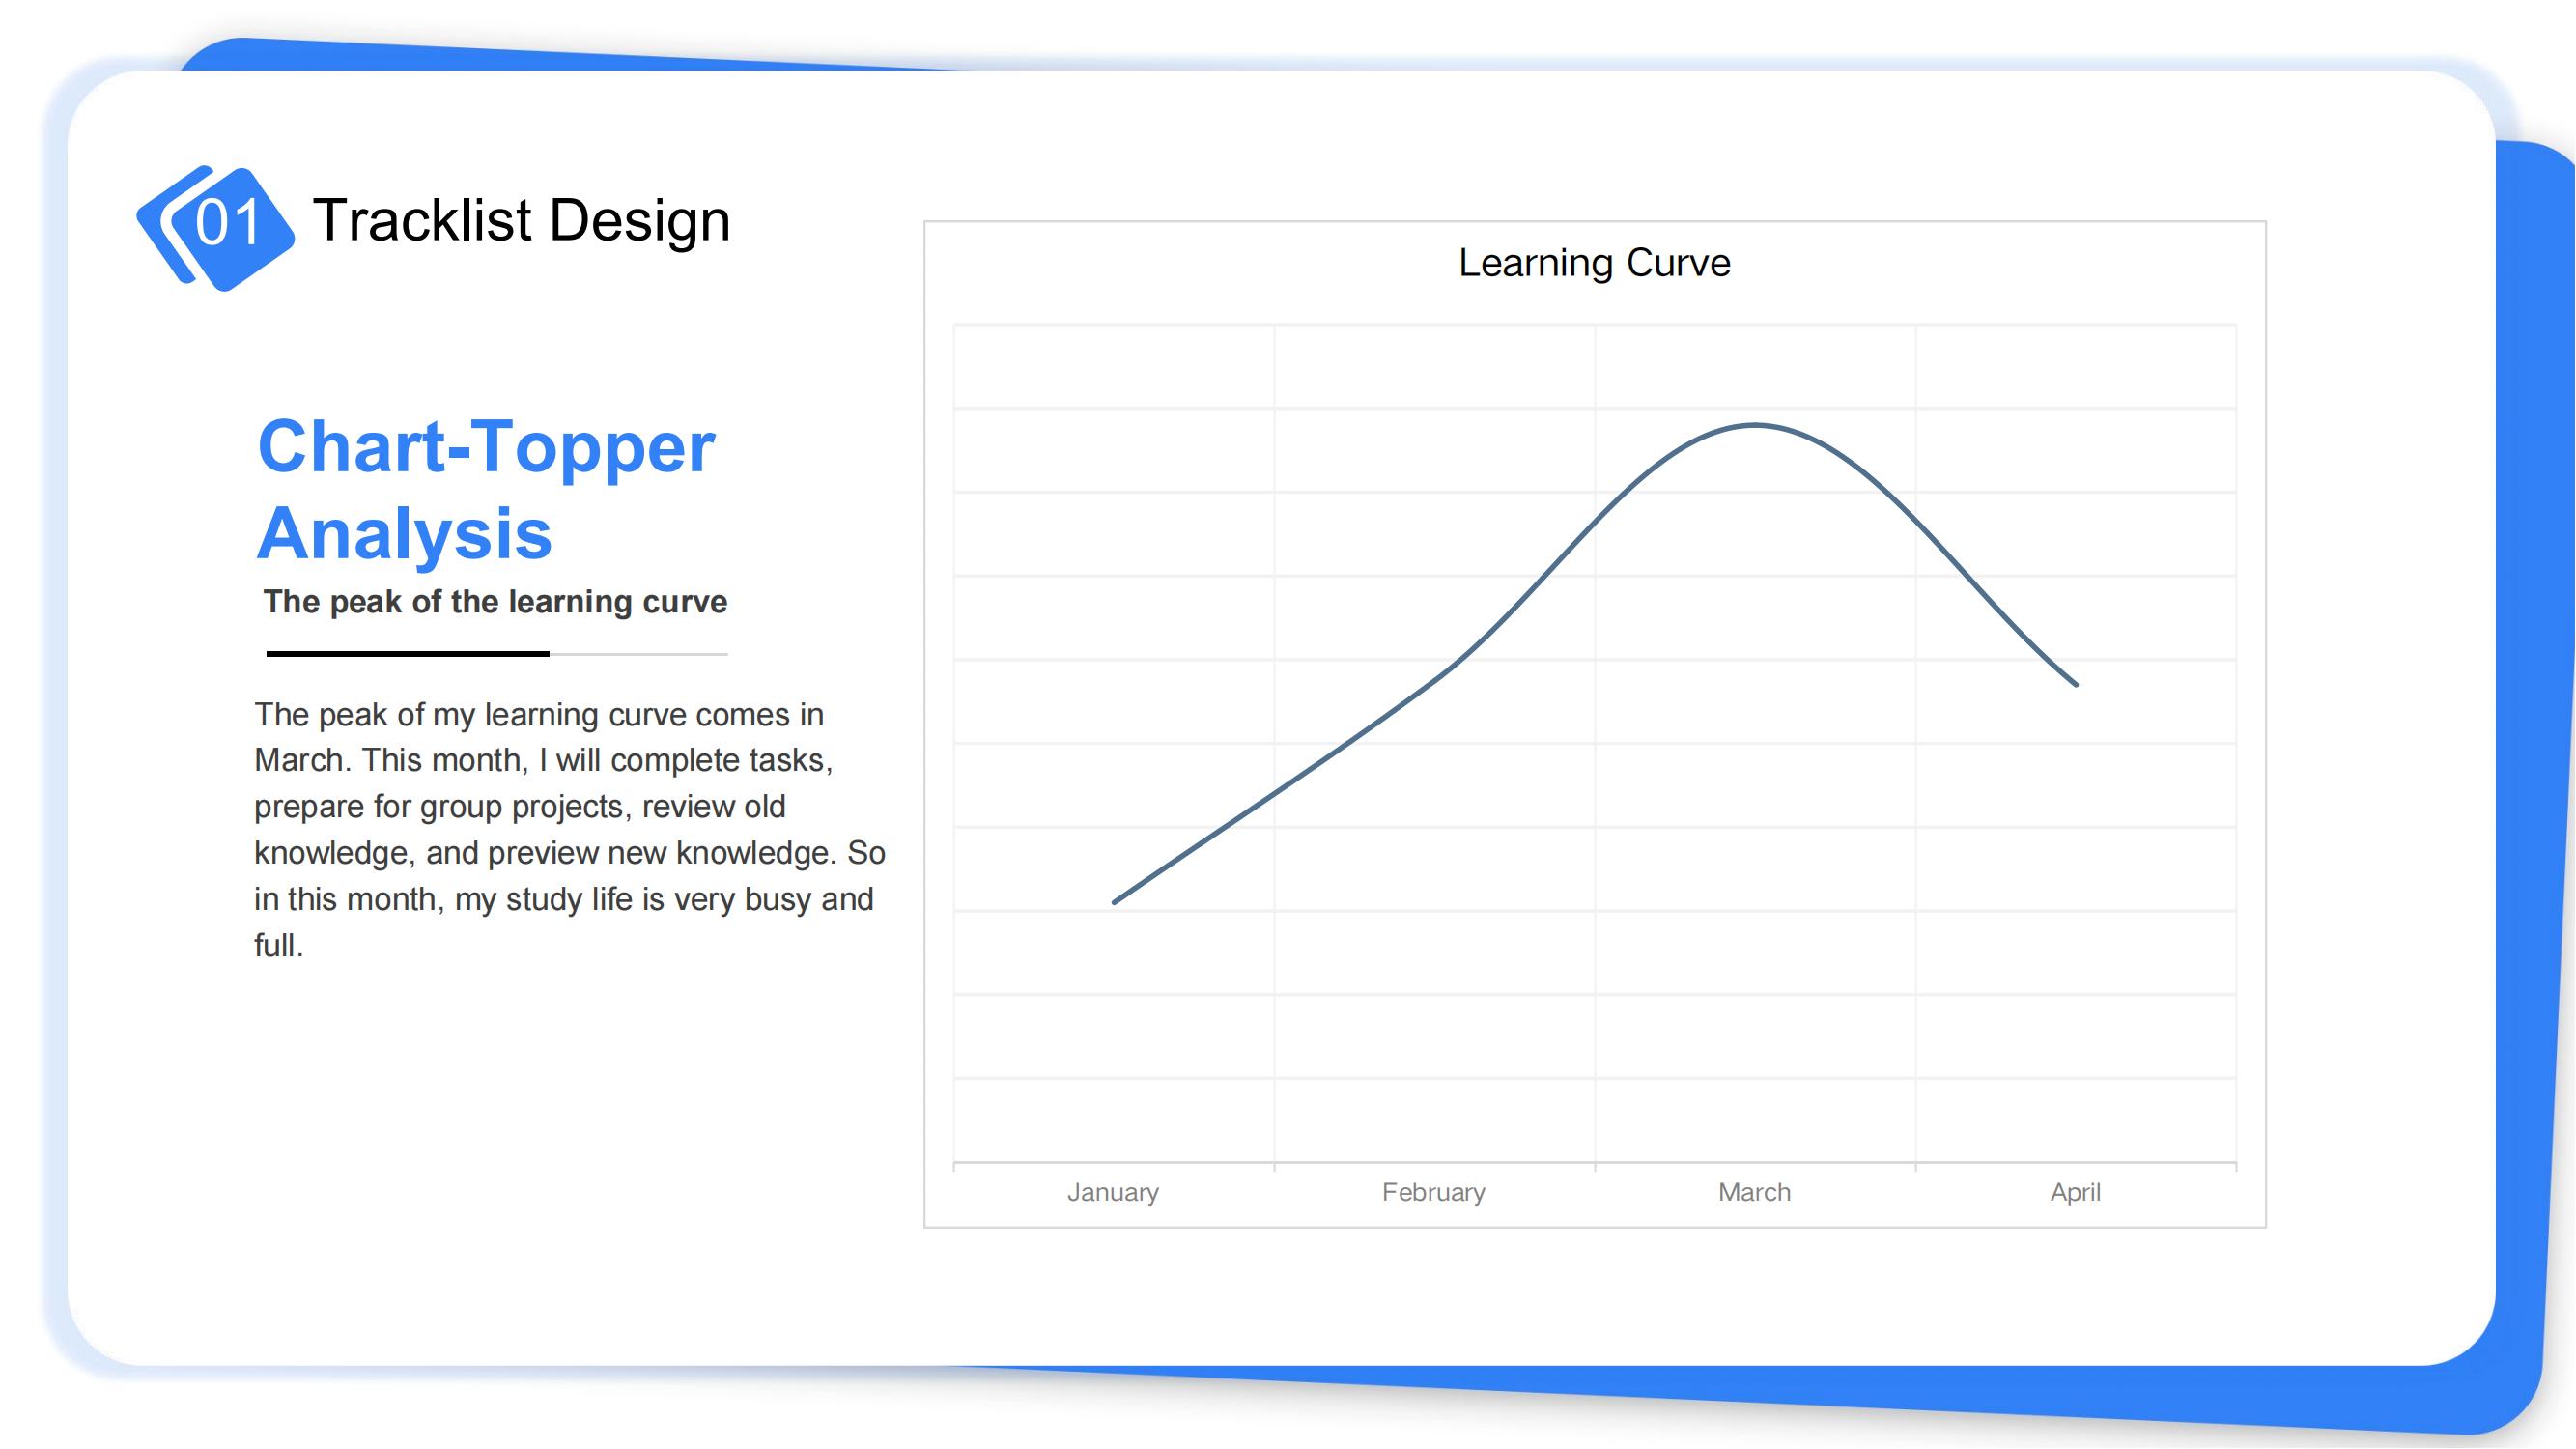 01 Tracklist Design
Chart-Topper
Analysis
The peak of the learning curve
The peak of my learning curve comes in
March. This month, I will complete tasks,
prepare for group projects, review old
knowledge, and preview new knowledge. So
in this month, my study life is very busy and
full.
Learning Curve
January February March April